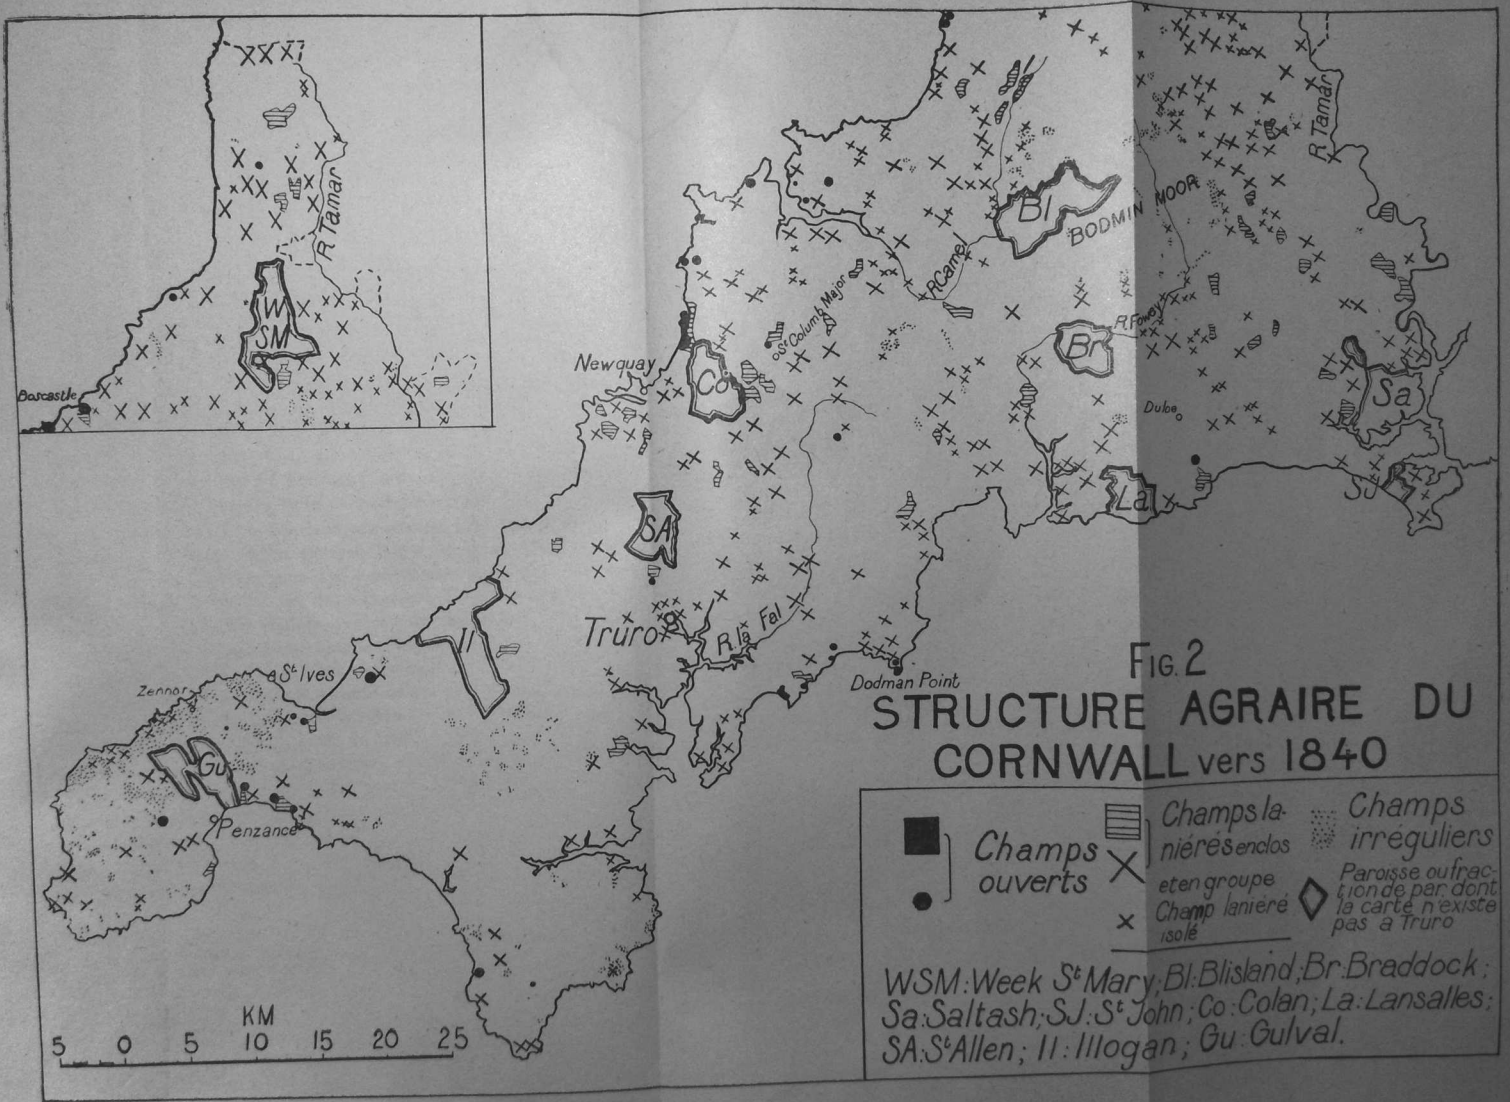 R Tamar
W
SM
Boscastle
R Tamar
Bl
BODMIN MOOR
R Camel
St Columb Major
R. Fowey
Newquay
Co
Br
Sa
Duloe
La
SJ
SA
Truro
R. la Fal
Il
St Ives
Zennor
Gu
Penzance
Dodman Point
FIG. 2
STRUCTURE AGRAIRE DU
CORNWALL vers 1840
Champs
ouverts
Champs la-
niérés enclos
et en groupe
Champ laniéré
isolé
Champs
irréguliers
Paroisse ou frac-
tion de par. dont
la carte n'existe
pas à Truro
WSM: Week St Mary; Bl: Blisland; Br: Braddock;
Sa: Saltash; SJ: St John; Co: Colan; La: Lansalles;
SA: St Allen; Il: Illogan; Gu: Gulval.
KM
5 0 5 10 15 20 25